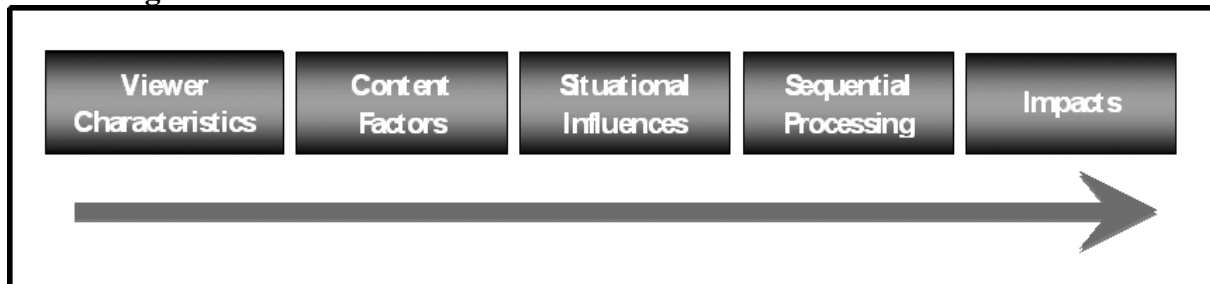 Viewer
Characteristics
Content
Factors
Situational
Influences
Sequential
Processing
Impacts